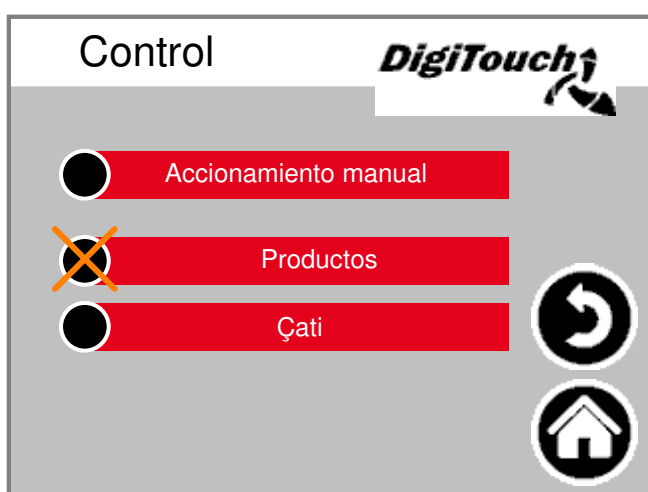 Control
DigiTouch
Accionamiento manual
Productos
Çati